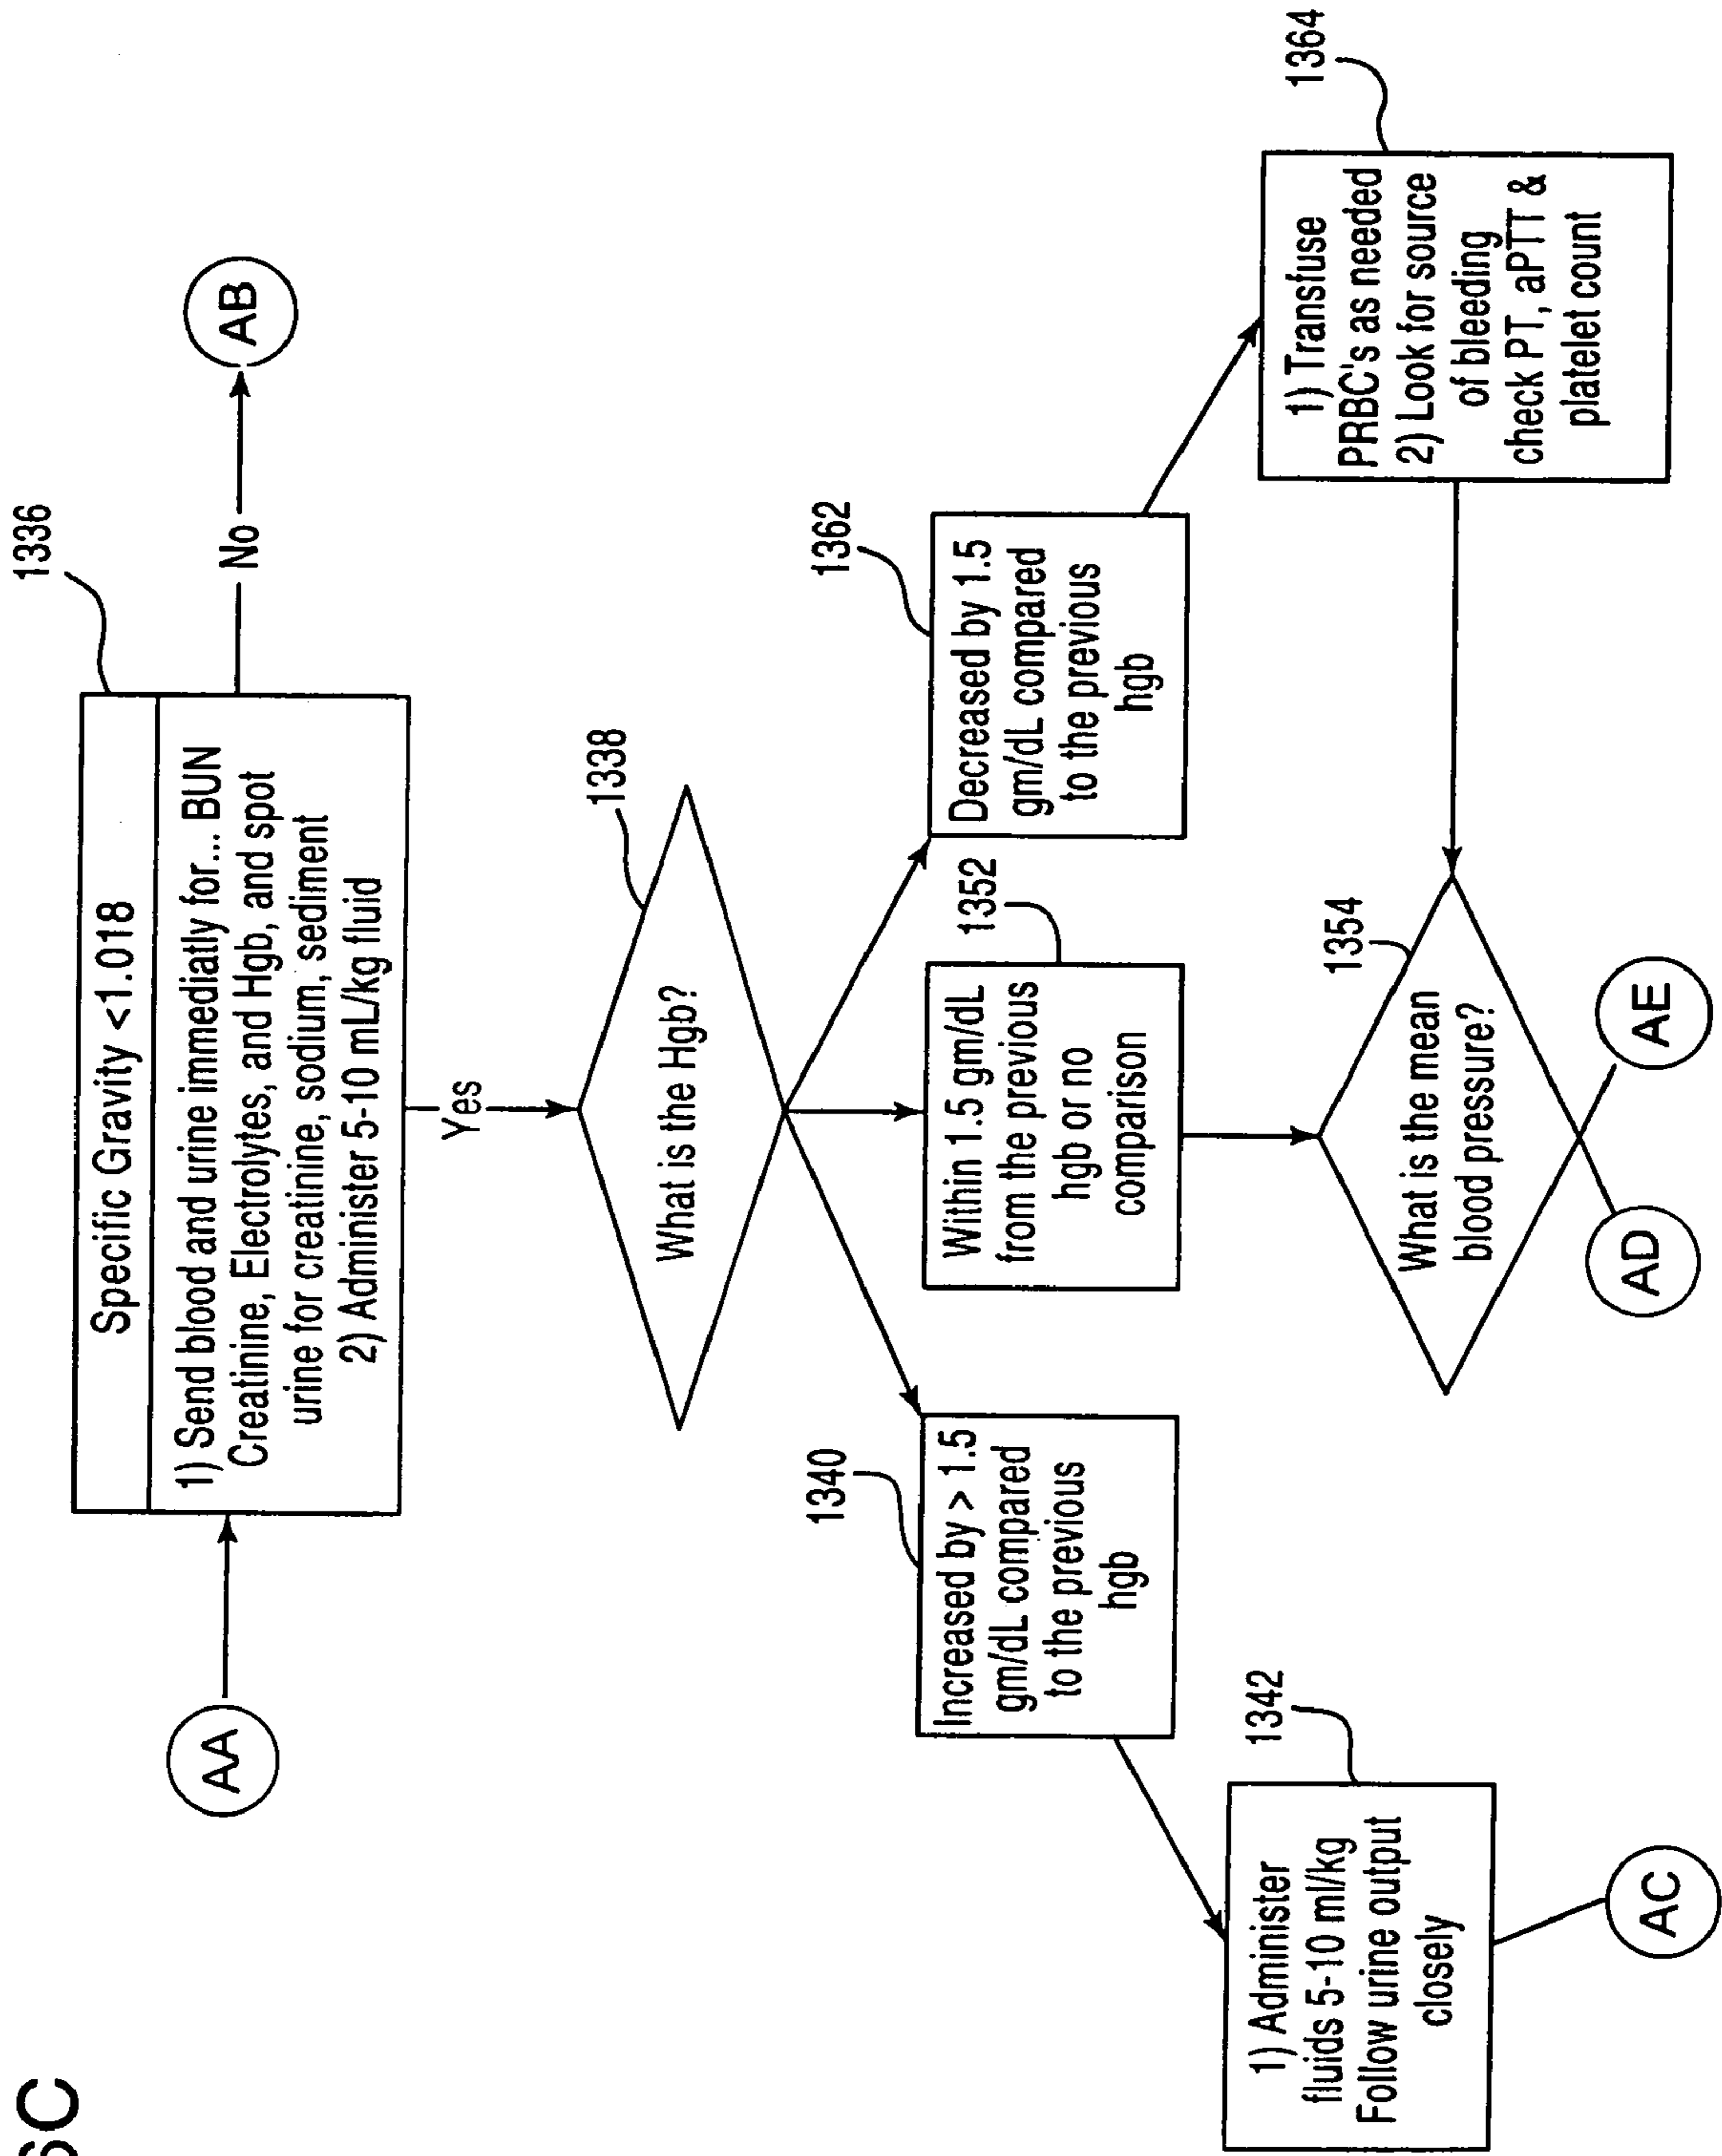 6C
AA
1336
Specific Gravity <1.018
1) Send blood and urine immediatly for... BUN
Creatinine, Electrolytes, and Hgb, and spot
urine for creatinine, sodium, sediment
2) Administer 5-10 mL/kg fluid
No
AB
Yes
1338
What is the Hgb?
1340
Increased by > 1.5
gm/dL compared
to the previous
hgb
1352
Within 1.5 gm/dL
from the previous
hgb or no
comparison
1362
Decreased by 1.5
gm/dL compared
to the previous
hgb
1342
1) Administer
fluids 5-10 ml/kg
Follow urine output
closely
1354
What is the mean
blood pressure?
1364
1) Transfuse
PRBC's as needed
2) Look for source
of bleeding
check PT, aPTT &
platelet count
AC
AD
AE